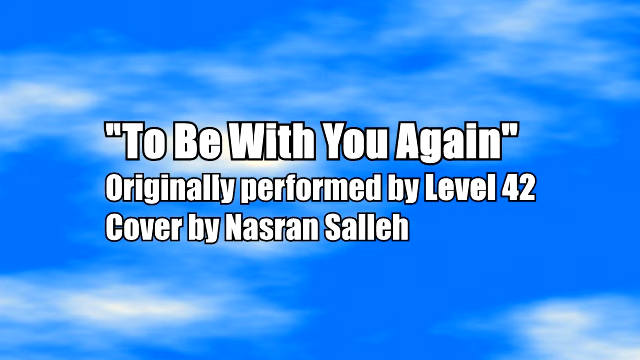 "To Be With You Again"
Originally performed by Level 42
Cover by Nasran Salleh